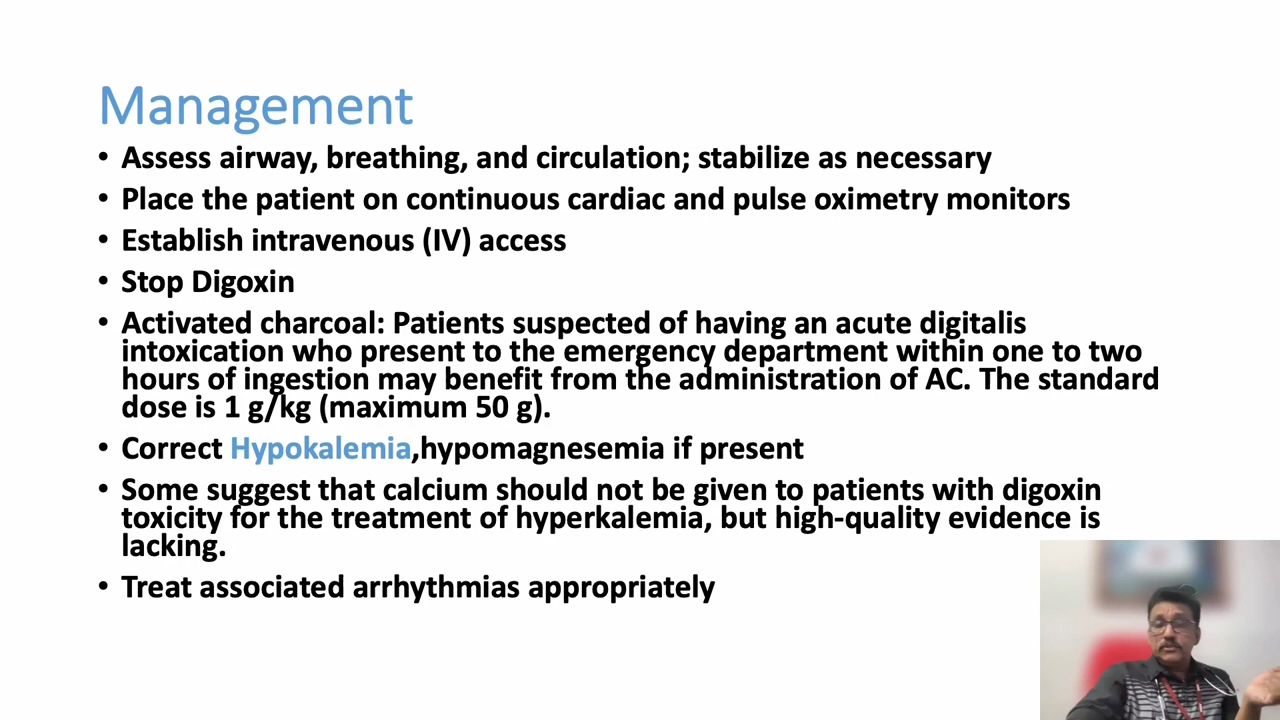 Management
• Assess airway, breathing, and circulation; stabilize as necessary
• Place the patient on continuous cardiac and pulse oximetry monitors
• Establish intravenous (IV) access
• Stop Digoxin
• Activated charcoal: Patients suspected of having an acute digitalis
intoxication who present to the emergency department within one to two
hours of ingestion may benefit from the administration of AC. The standard
dose is 1 g/kg (maximum 50 g).
• Correct Hypokalemia,hypomagnesemia if present
• Some suggest that calcium should not be given to patients with digoxin
toxicity for the treatment of hyperkalemia, but high-quality evidence is
lacking.
• Treat associated arrhythmias appropriately